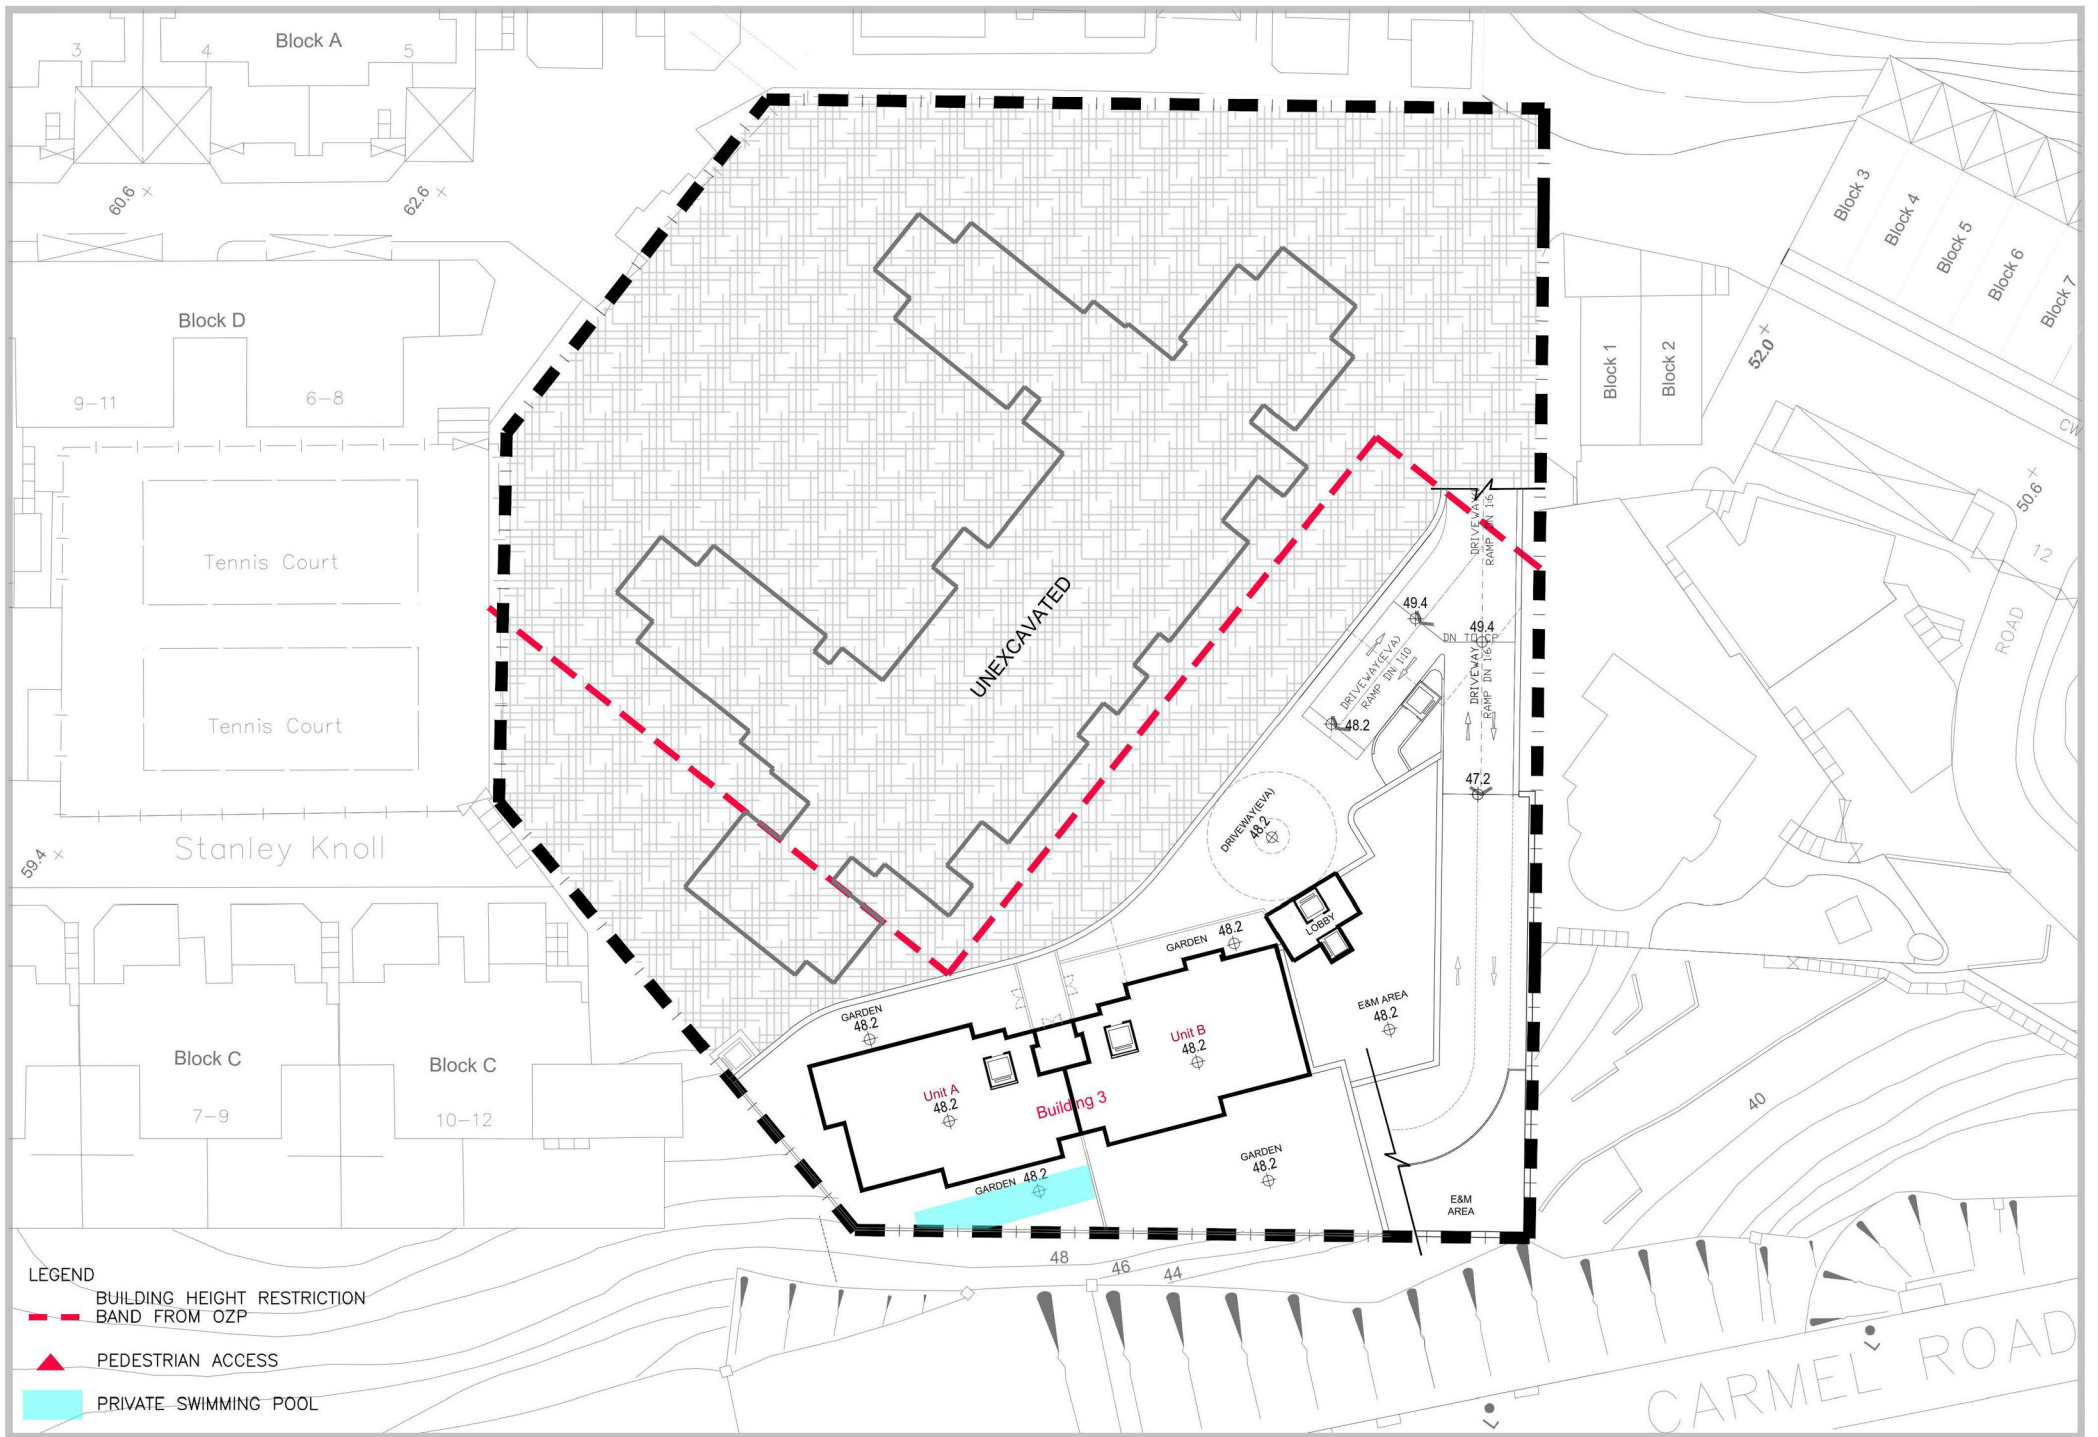 Block A
3
4
5
60.6
62.6
Block D
9-11
6-8
Tennis Court
Tennis Court
Stanley Knoll
59.4
Block C
7-9
Block C
10-12
Block 1
Block 2
Block 3
Block 4
Block 5
Block 6
Block 7
52.0
CW
50.6
12
ROAD
UNEXCAVATED
DRIVEWAY
RAMP DN 1:6
49.4
49.4
DN TO CP
DRIVEWAY(EVA)
RAMP DN 1:10
DRIVEWAY
RAMP DN 1:6
48.2
47.2
DRIVEWAY(EVA)
48.2
LOBBY
GARDEN 48.2
E&M AREA
48.2
GARDEN
48.2
Unit B
48.2
Unit A
48.2
Building 3
GARDEN
48.2
GARDEN 48.2
E&M
AREA
40
48
46
44
CARMEL ROAD
LEGEND
BUILDING HEIGHT RESTRICTION
BAND FROM OZP
PEDESTRIAN ACCESS
PRIVATE SWIMMING POOL